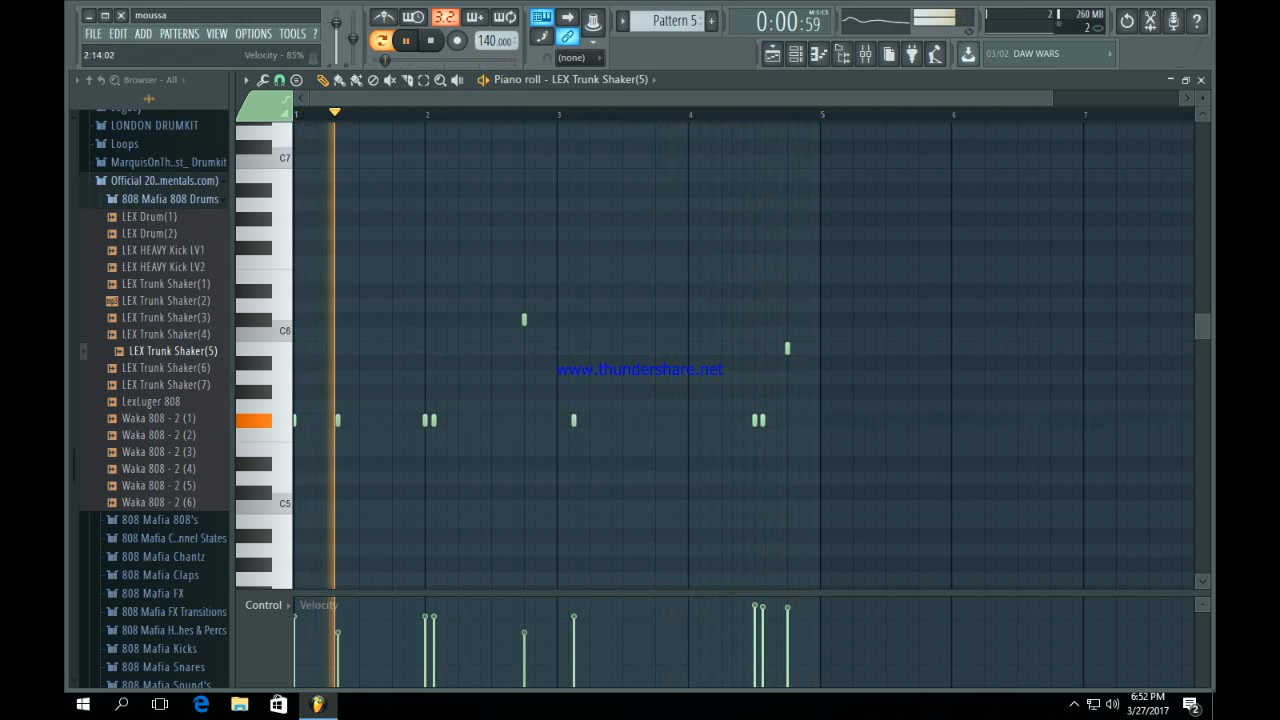 moussa
FILE EDIT ADD PATTERNS VIEW OPTIONS TOOLS ?
2:14:02
Velocity - 85%
3.2
140.000
Pattern 5
(none)
0:00:59
M:S:CS
2
260 MB
2
03/02 DAW WARS
Browser - All
Piano roll - LEX Trunk Shaker(5)
1 2 3 4 5 6 7
Legacy
LONDON DRUMKIT
Loops
MarquisOnTh..st_ Drumkit
Official 20..mentals.com)
808 Mafia 808 Drums
LEX Drum(1)
LEX Drum(2)
LEX HEAVY Kick LV1
LEX HEAVY Kick LV2
LEX Trunk Shaker(1)
LEX Trunk Shaker(2)
LEX Trunk Shaker(3)
LEX Trunk Shaker(4)
LEX Trunk Shaker(5)
LEX Trunk Shaker(6)
LEX Trunk Shaker(7)
LexLuger 808
Waka 808 - 2 (1)
Waka 808 - 2 (2)
Waka 808 - 2 (3)
Waka 808 - 2 (4)
Waka 808 - 2 (5)
Waka 808 - 2 (6)
808 Mafia 808's
808 Mafia C..nnel States
808 Mafia Chantz
808 Mafia Claps
808 Mafia FX
808 Mafia FX Transitions
808 Mafia H..hes & Percs
808 Mafia Kicks
808 Mafia Snares
808 Mafia Sound's
C7
C6
C5
www.thundershare.net
Control
Velocity
6:52 PM
3/27/2017
2